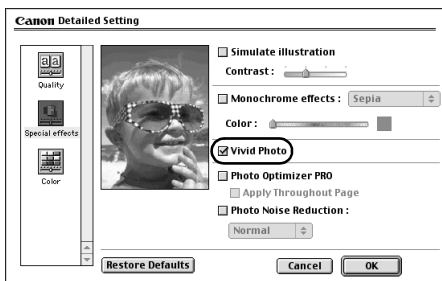 Canon Detailed Setting
Quality
Special effects
Color
Simulate illustration
Contrast :
Monochrome effects : Sepia
Color :
Vivid Photo
Photo Optimizer PRO
Apply Throughout Page
Photo Noise Reduction :
Normal
Restore Defaults Cancel OK